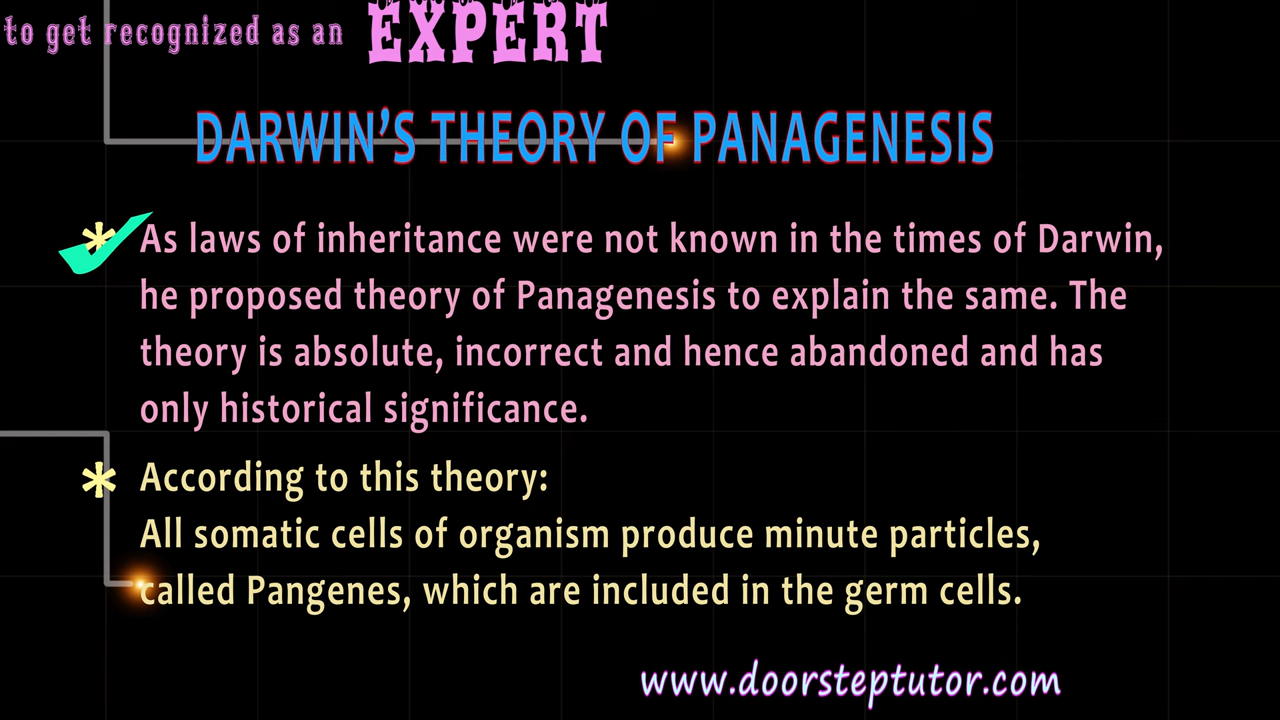 to get recognized as an EXPERT
DARWIN'S THEORY OF PANAGENESIS
* As laws of inheritance were not known in the times of Darwin,
he proposed theory of Panagenesis to explain the same. The
theory is absolute, incorrect and hence abandoned and has
only historical significance.
* According to this theory:
All somatic cells of organism produce minute particles,
called Pangenes, which are included in the germ cells.
www.doorsteptutor.com